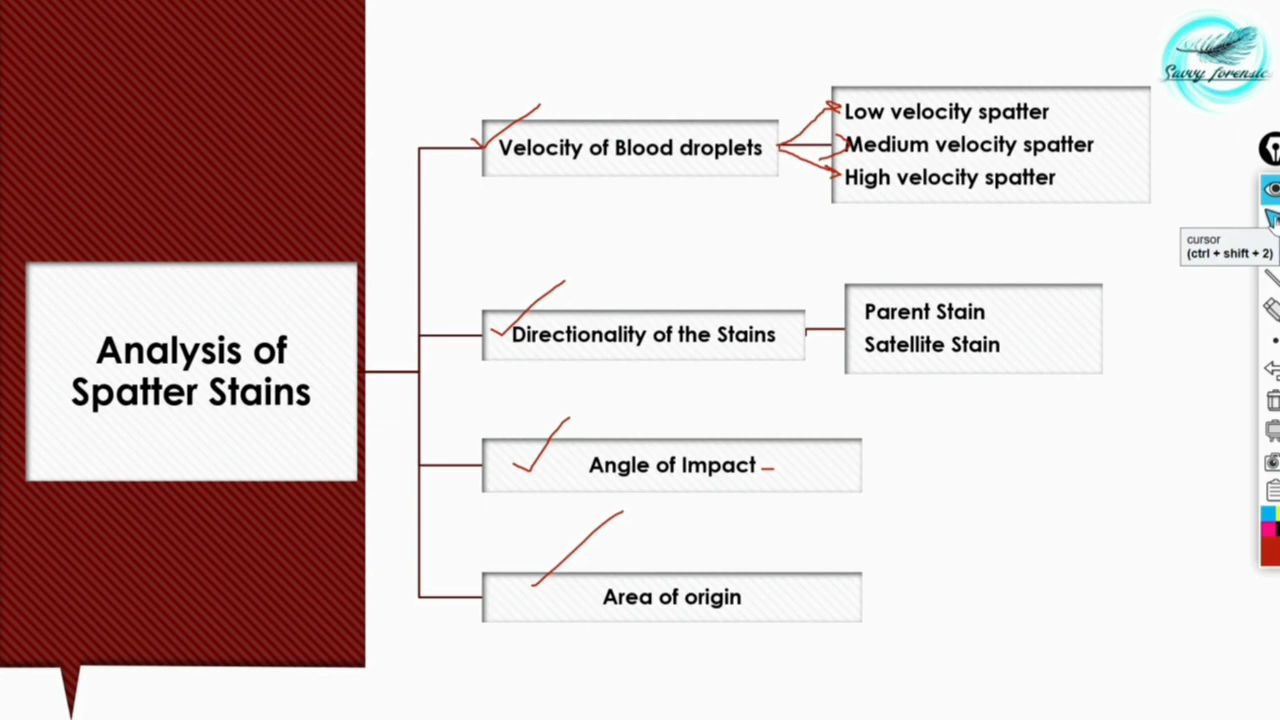 Savvy forensic
Velocity of Blood droplets
Low velocity spatter
Medium velocity spatter
High velocity spatter
cursor
(ctrl + shift + 2)
Analysis of
Spatter Stains
Directionality of the Stains
Parent Stain
Satellite Stain
Angle of Impact
Area of origin